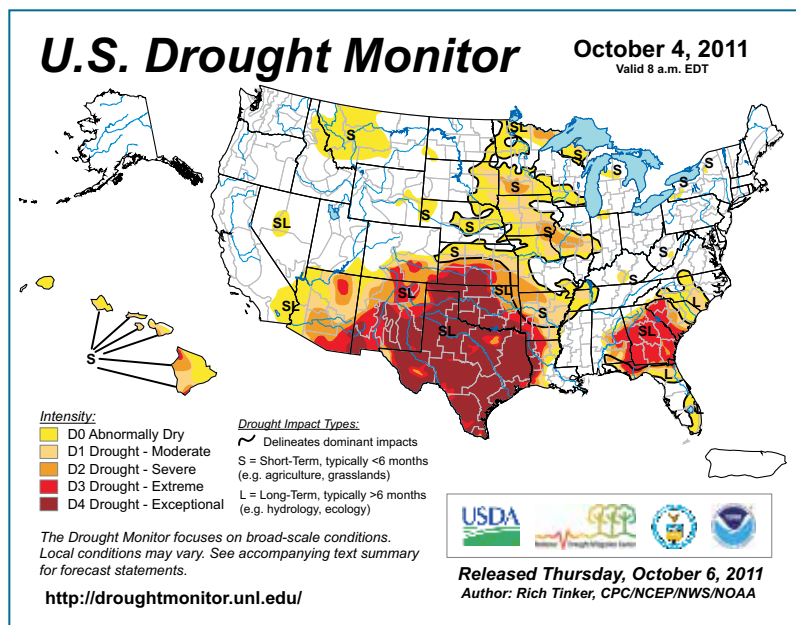 U.S. Drought Monitor
October 4, 2011
Valid 8 a.m. EDT
SL
S
S
S
S
S
S
SL
S
S
S
S
S
SL
SL
SL
S
S
L
SL
SL
L
S
Intensity:
D0 Abnormally Dry
D1 Drought - Moderate
D2 Drought - Severe
D3 Drought - Extreme
D4 Drought - Exceptional
Drought Impact Types:
Delineates dominant impacts
S = Short-Term, typically <6 months
(e.g. agriculture, grasslands)
L = Long-Term, typically >6 months
(e.g. hydrology, ecology)
The Drought Monitor focuses on broad-scale conditions.
Local conditions may vary. See accompanying text summary
for forecast statements.
http://droughtmonitor.unl.edu/
USDA
National Drought Mitigation Center
Released Thursday, October 6, 2011
Author: Rich Tinker, CPC/NCEP/NWS/NOAA